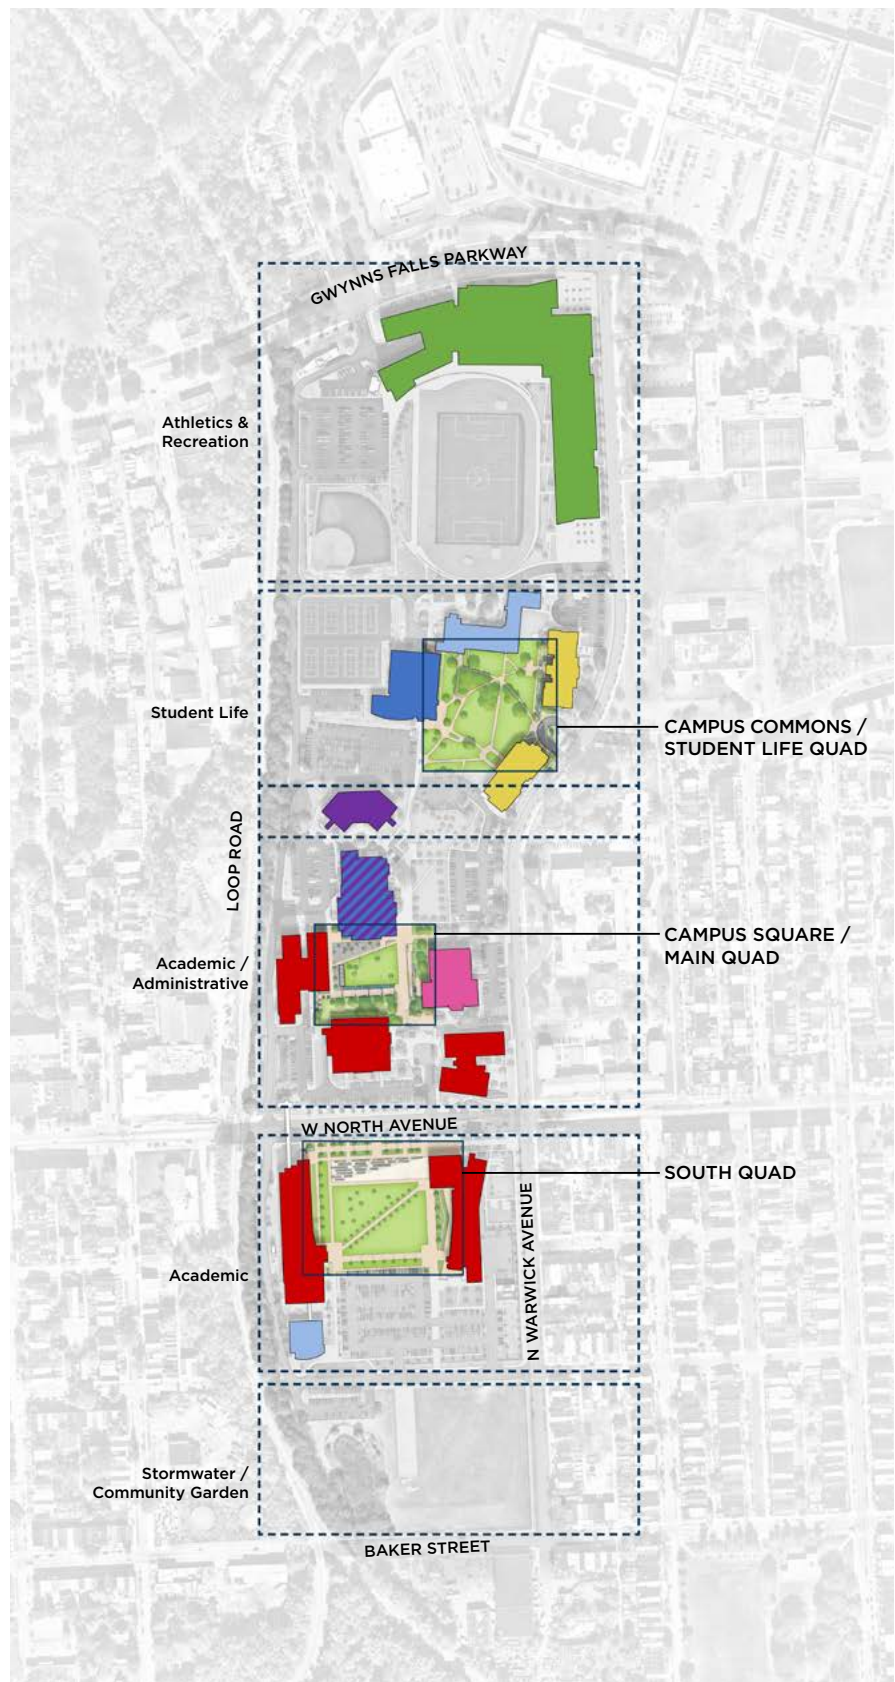 GWYNNS FALLS PARKWAY
Athletics &
Recreation
Student Life
CAMPUS COMMONS /
STUDENT LIFE QUAD
LOOP ROAD
CAMPUS SQUARE /
MAIN QUAD
Academic /
Administrative
W NORTH AVENUE
SOUTH QUAD
N WARWICK AVENUE
Academic
Stormwater /
Community Garden
BAKER STREET